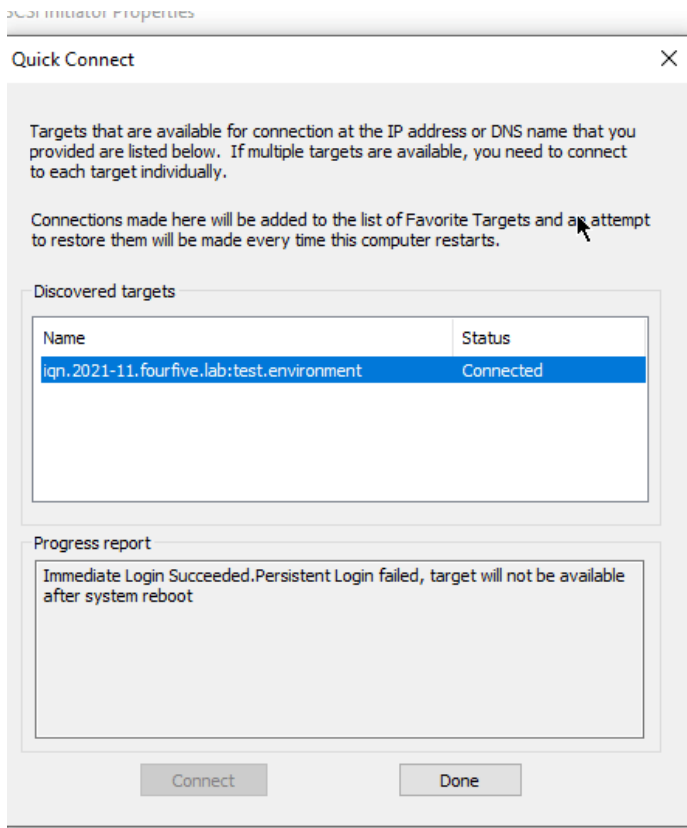 SCSI Initiator Properties
Quick Connect
Targets that are available for connection at the IP address or DNS name that you
provided are listed below. If multiple targets are available, you need to connect
to each target individually.
Connections made here will be added to the list of Favorite Targets and an attempt
to restore them will be made every time this computer restarts.
Discovered targets
Name Status
iqn.2021-11.fourfive.lab:test.environment Connected
Progress report
Immediate Login Succeeded.Persistent Login failed, target will not be available
after system reboot
Connect Done